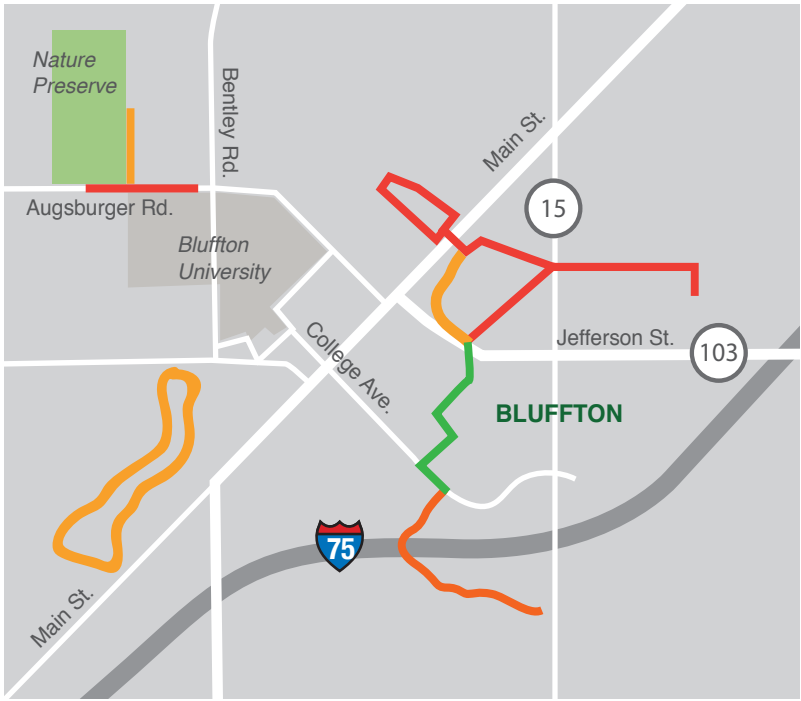 Nature
Preserve
Bentley Rd.
Main St.
Augsburger Rd.
15
Bluffton
University
College Ave.
Jefferson St.
103
BLUFFTON
75
Main St.